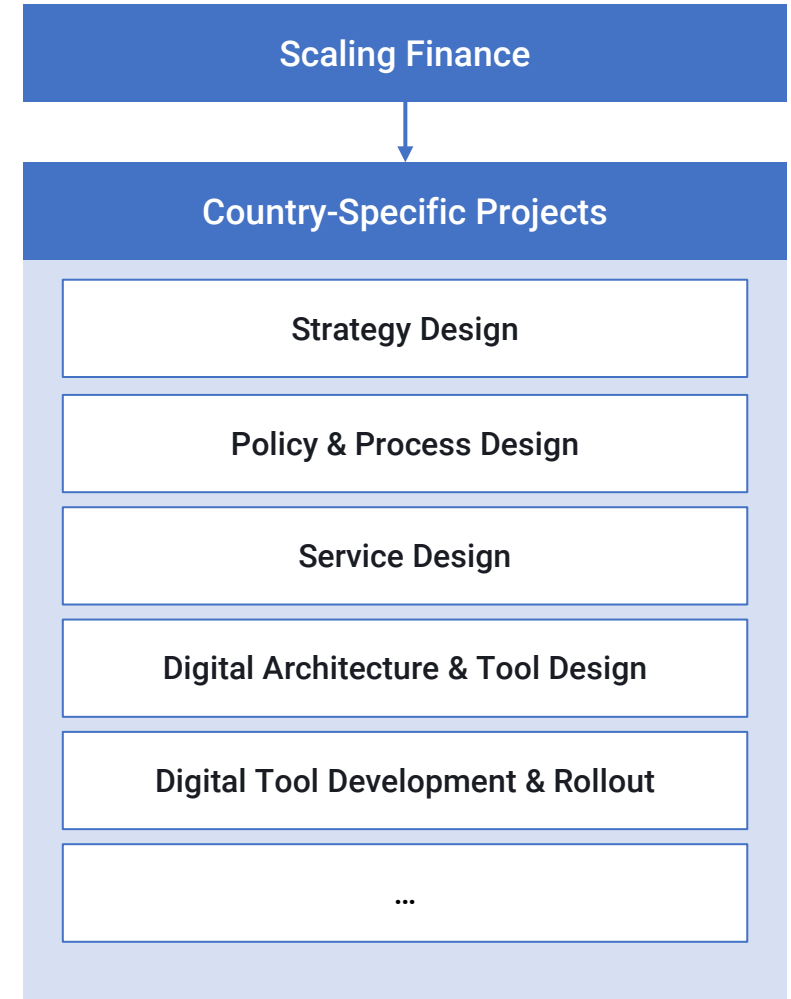 Scaling Finance
Country-Specific Projects
Strategy Design
Policy & Process Design
Service Design
Digital Architecture & Tool Design
Digital Tool Development & Rollout
…